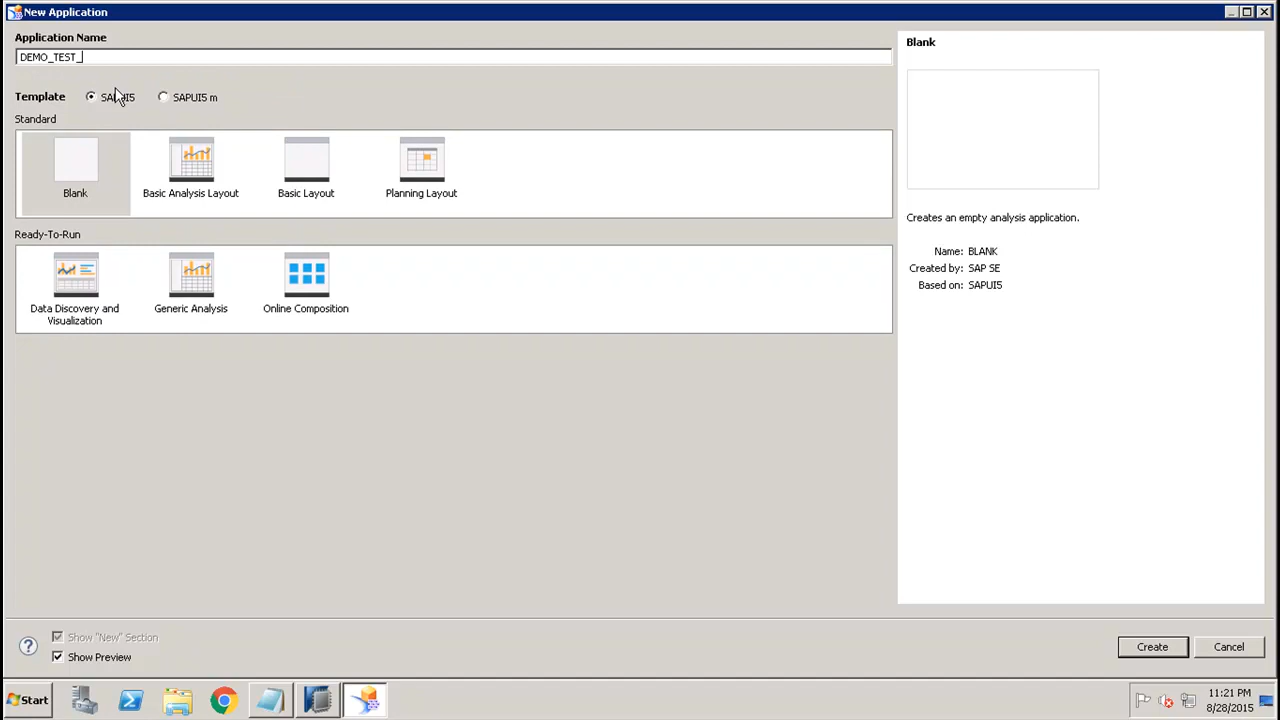 New Application
Application Name
DEMO_TEST_
Template
SAPUI5
SAPUI5 m
Standard
Blank
Basic Analysis Layout
Basic Layout
Planning Layout
Ready-To-Run
Data Discovery and
Visualization
Generic Analysis
Online Composition
Blank
Creates an empty analysis application.
Name: BLANK
Created by: SAP SE
Based on: SAPUI5
Show "New" Section
Show Preview
Create
Cancel
Start
11:21 PM
8/28/2015